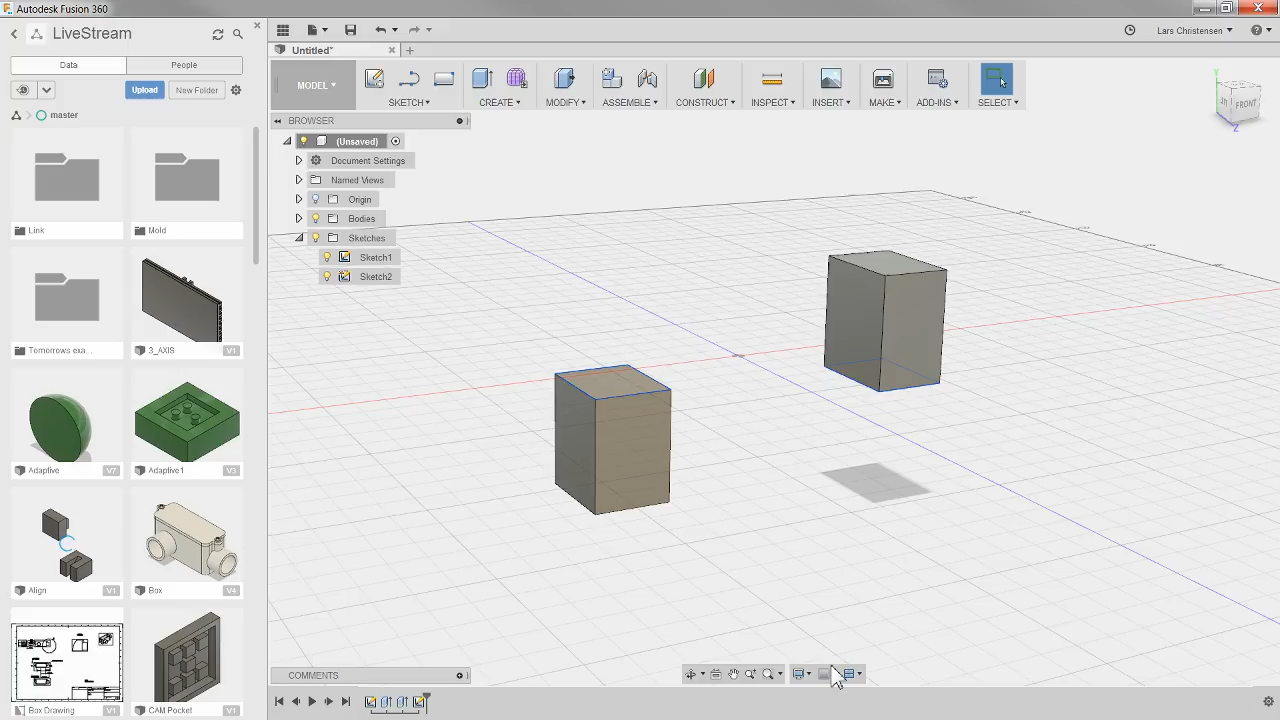 Autodesk Fusion 360
LiveStream
Data
People
Upload
New Folder
master
Link
Mold
Tomorrows exa...
3_AXIS
V1
Adaptive
V7
Adaptive1
V3
Align
V1
Box
V4
Box Drawing
V1
CAM Pocket
V1
Untitled*
Lars Christensen
MODEL
SKETCH
CREATE
MODIFY
ASSEMBLE
CONSTRUCT
INSPECT
INSERT
MAKE
ADD-INS
SELECT
BROWSER
(Unsaved)
Document Settings
Named Views
Origin
Bodies
Sketches
Sketch1
Sketch2
FRONT
Z
COMMENTS